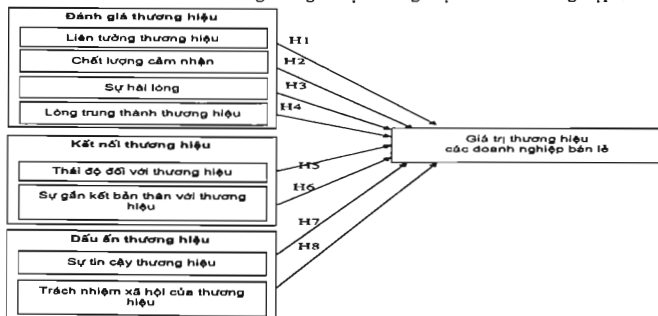 Đánh giá thương hiệu
Liên tưởng thương hiệu
Chất lượng cảm nhận
Sự hài lòng
Lòng trung thành thương hiệu
H1
H2
H3
H4
Kết nối thương hiệu
Thái độ đối với thương hiệu
Sự gắn kết bản thân với thương
hiệu
H5
H6
Dấu ấn thương hiệu
Sự tin cậy thương hiệu
Trách nhiệm xã hội của thương
hiệu
H7
H8
Giá trị thương hiệu
các doanh nghiệp bán lẻ